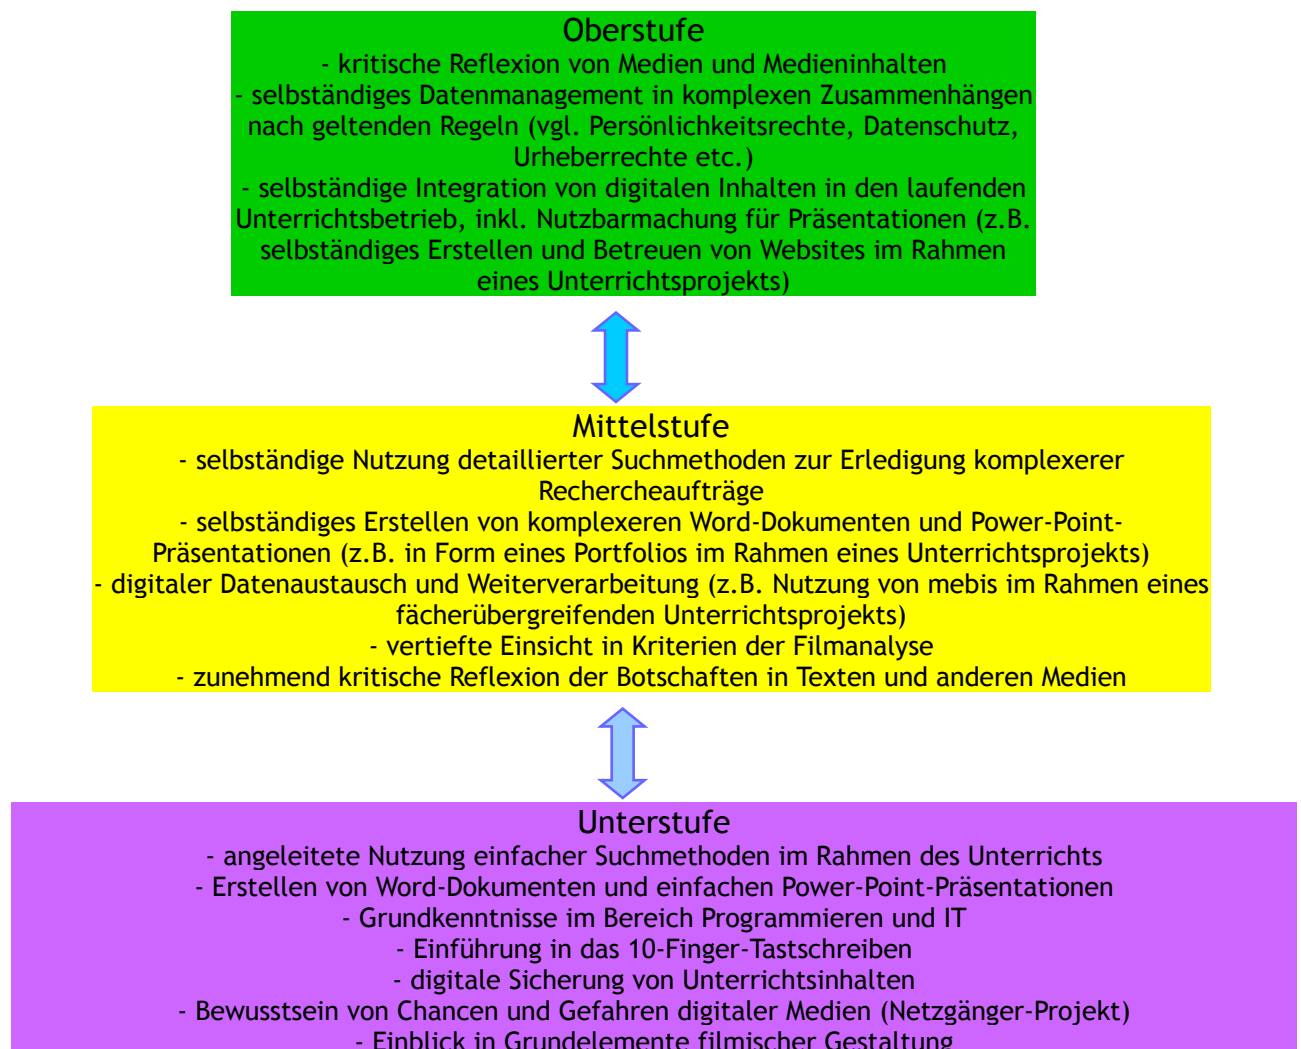 Oberstufe
- kritische Reflexion von Medien und Medieninhalten
- selbständiges Datenmanagement in komplexen Zusammenhängen
nach geltenden Regeln (vgl. Persönlichkeitsrechte, Datenschutz,
Urheberrechte etc.)
- selbständige Integration von digitalen Inhalten in den laufenden
Unterrichtsbetrieb, inkl. Nutzbarmachung für Präsentationen (z.B.
selbständiges Erstellen und Betreuen von Websites im Rahmen
eines Unterrichtsprojekts)
Mittelstufe
- selbständige Nutzung detaillierter Suchmethoden zur Erledigung komplexerer
Rechercheaufträge
- selbständiges Erstellen von komplexeren Word-Dokumenten und Power-Point-
Präsentationen (z.B. in Form eines Portfolios im Rahmen eines Unterrichtsprojekts)
- digitaler Datenaustausch und Weiterverarbeitung (z.B. Nutzung von mebis im Rahmen eines
fächerübergreifenden Unterrichtsprojekts)
- vertiefte Einsicht in Kriterien der Filmanalyse
- zunehmend kritische Reflexion der Botschaften in Texten und anderen Medien
Unterstufe
- angeleitete Nutzung einfacher Suchmethoden im Rahmen des Unterrichts
- Erstellen von Word-Dokumenten und einfachen Power-Point-Präsentationen
- Grundkenntnisse im Bereich Programmieren und IT
- Einführung in das 10-Finger-Tastschreiben
- digitale Sicherung von Unterrichtsinhalten
- Bewusstsein von Chancen und Gefahren digitaler Medien (Netzgänger-Projekt)
- Einblick in Grundelemente filmischer Gestaltung